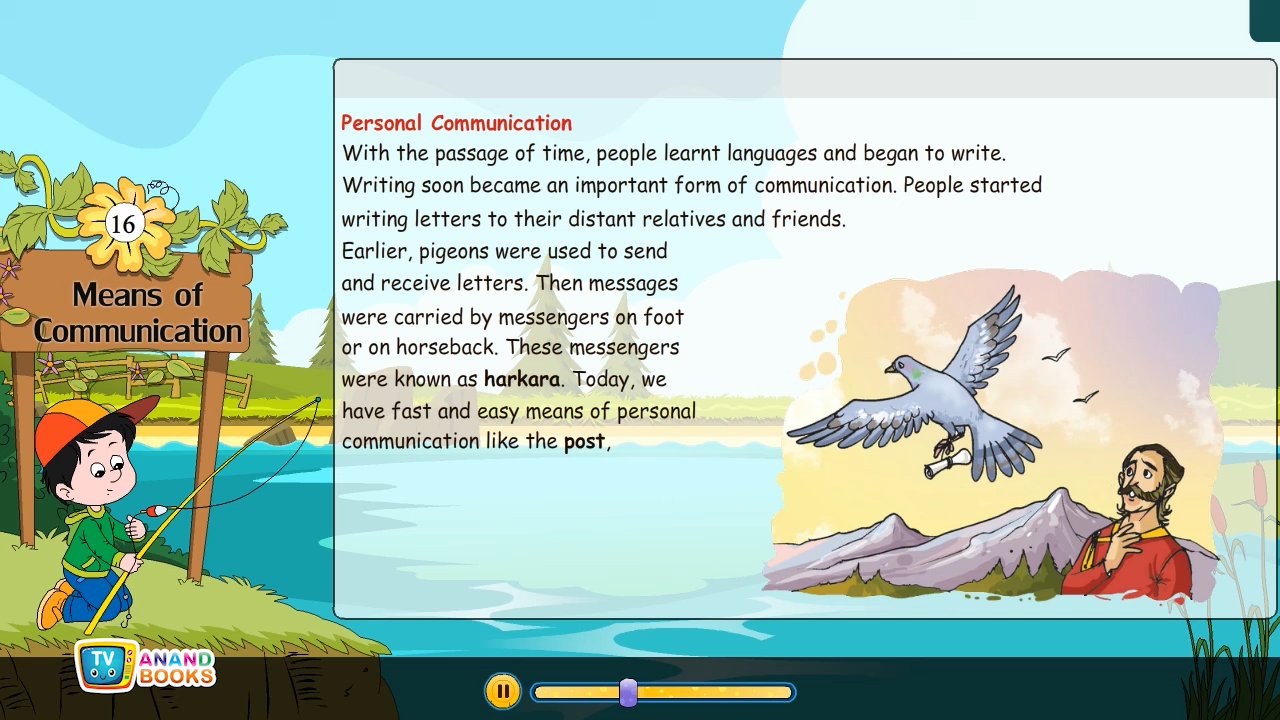 16
Means of
Communication
Personal Communication
With the passage of time, people learnt languages and began to write.
Writing soon became an important form of communication. People started
writing letters to their distant relatives and friends.
Earlier, pigeons were used to send
and receive letters. Then messages
were carried by messengers on foot
or on horseback. These messengers
were known as harkara. Today, we
have fast and easy means of personal
communication like the post,
TV
ANAND
BOOKS